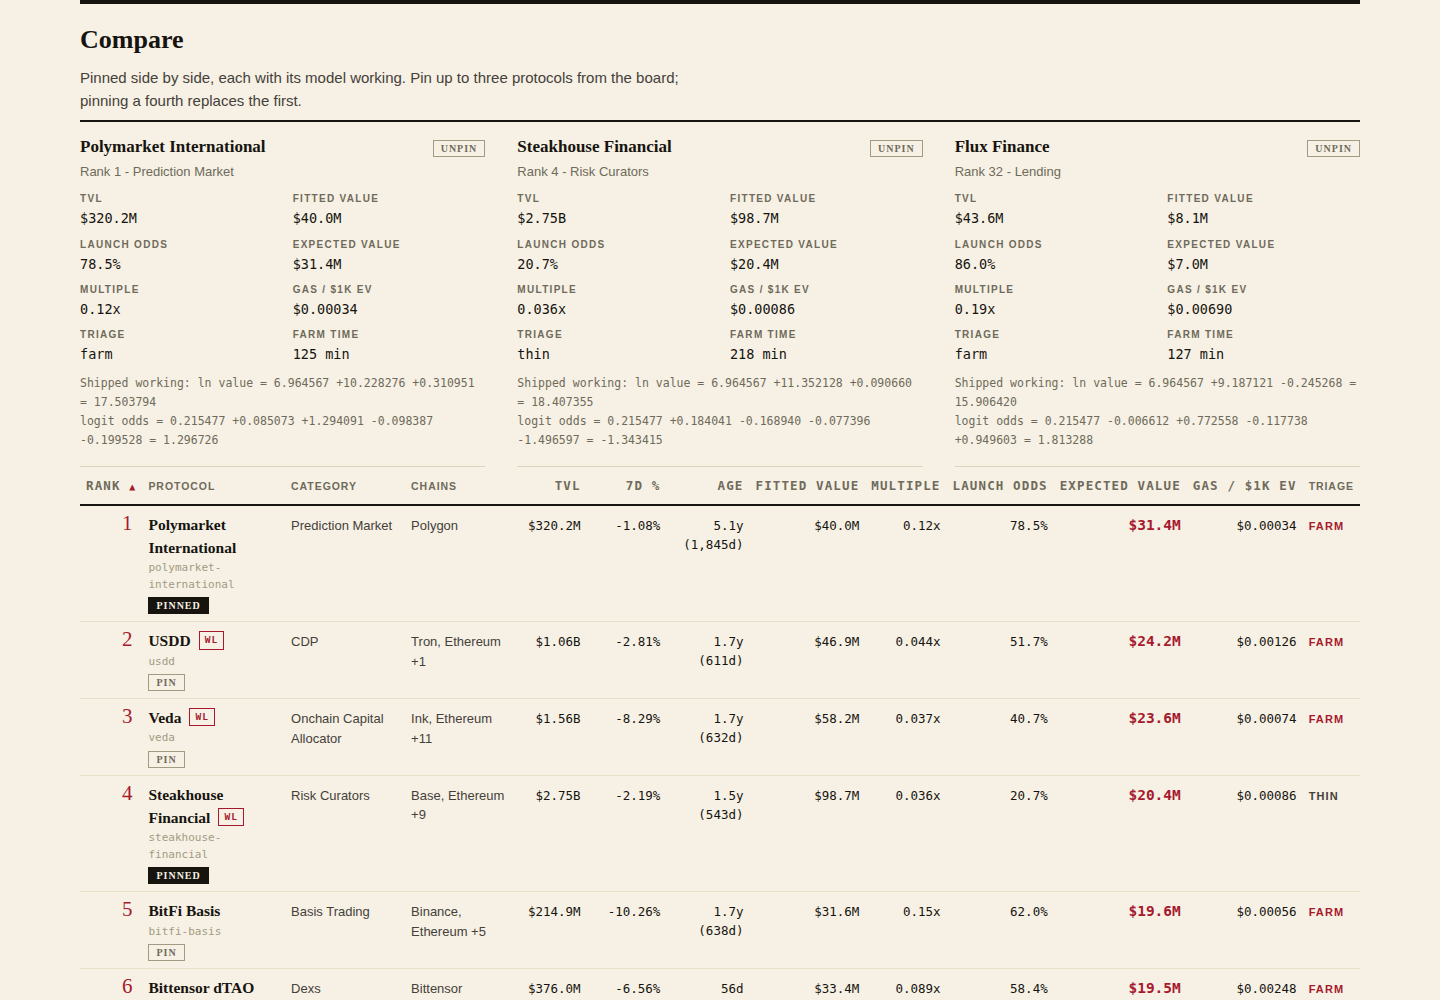 Compare
Pinned side by side, each with its model working. Pin up to three protocols from the board;
pinning a fourth replaces the first.
Polymarket International UNPIN
Rank 1 - Prediction Market
TVL FITTED VALUE
$320.2M $40.0M
LAUNCH ODDS EXPECTED VALUE
78.5% $31.4M
MULTIPLE GAS / $1K EV
0.12x $0.00034
TRIAGE FARM TIME
farm 125 min
Shipped working: ln value = 6.964567 +10.228276 +0.310951
= 17.503794
logit odds = 0.215477 +0.085073 +1.294091 -0.098387
-0.199528 = 1.296726
Steakhouse Financial UNPIN
Rank 4 - Risk Curators
TVL FITTED VALUE
$2.75B $98.7M
LAUNCH ODDS EXPECTED VALUE
20.7% $20.4M
MULTIPLE GAS / $1K EV
0.036x $0.00086
TRIAGE FARM TIME
thin 218 min
Shipped working: ln value = 6.964567 +11.352128 +0.090660
= 18.407355
logit odds = 0.215477 +0.184041 -0.168940 -0.077396
-1.496597 = -1.343415
Flux Finance UNPIN
Rank 32 - Lending
TVL FITTED VALUE
$43.6M $8.1M
LAUNCH ODDS EXPECTED VALUE
86.0% $7.0M
MULTIPLE GAS / $1K EV
0.19x $0.00690
TRIAGE FARM TIME
farm 127 min
Shipped working: ln value = 6.964567 +9.187121 -0.245268 =
15.906420
logit odds = 0.215477 -0.006612 +0.772558 -0.117738
+0.949603 = 1.813288
RANK ▲ PROTOCOL CATEGORY CHAINS TVL 7D % AGE FITTED VALUE MULTIPLE LAUNCH ODDS EXPECTED VALUE GAS / $1K EV TRIAGE
1 Polymarket Prediction Market Polygon $320.2M -1.08% 5.1y $40.0M 0.12x 78.5% $31.4M $0.00034 FARM
International (1,845d)
polymarket-
international
PINNED
2 USDD WL CDP Tron, Ethereum $1.06B -2.81% 1.7y $46.9M 0.044x 51.7% $24.2M $0.00126 FARM
usdd +1 (611d)
PIN
3 Veda WL Onchain Capital Ink, Ethereum $1.56B -8.29% 1.7y $58.2M 0.037x 40.7% $23.6M $0.00074 FARM
veda Allocator +11 (632d)
PIN
4 Steakhouse Risk Curators Base, Ethereum $2.75B -2.19% 1.5y $98.7M 0.036x 20.7% $20.4M $0.00086 THIN
Financial WL +9 (543d)
steakhouse-
financial
PINNED
5 BitFi Basis Basis Trading Binance, $214.9M -10.26% 1.7y $31.6M 0.15x 62.0% $19.6M $0.00056 FARM
bitfi-basis Ethereum +5 (638d)
PIN
6 Bittensor dTAO Dexs Bittensor $376.0M -6.56% 56d $33.4M 0.089x 58.4% $19.5M $0.00248 FARM